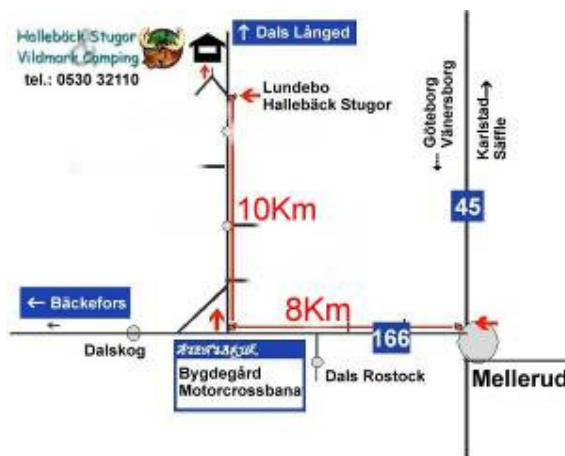 Hallebäck Stugor
Vildmark Camping
tel.: 0530 32110
↑ Dals Långed
Lundebo
Hallebäck Stugor
Göteborg
Vänersborg
Karlstad
Säffle
45
10Km
← Bäckefors
8Km
166
Dalskog
Bygdegård
Motorcrossbana
Dals Rostock
Mellerud